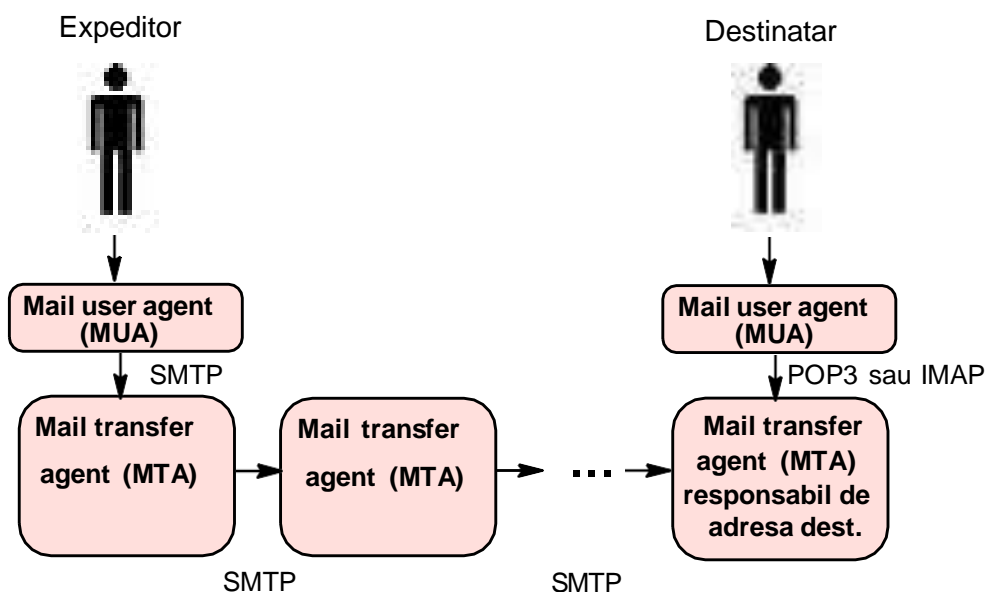 Expeditor
Destinatar
Mail user agent
(MUA)
Mail user agent
(MUA)
SMTP
POP3 sau IMAP
Mail transfer
agent (MTA)
Mail transfer
agent (MTA)
...
Mail transfer
agent (MTA)
responsabil de
adresa dest.
SMTP
SMTP